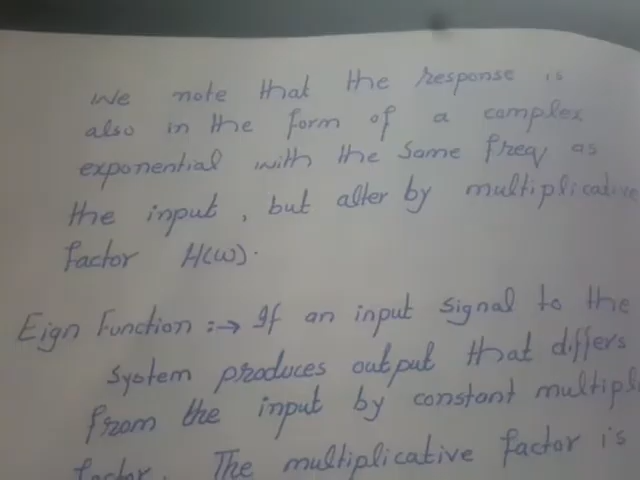 We note that the response is
also in the form of a complex
exponential with the same freq as
the input, but alter by multiplicative
factor H(ω).
Eign Function :→ If an input signal to the
system produces output that differs
from the input by constant multipl
factor. The multiplicative factor is